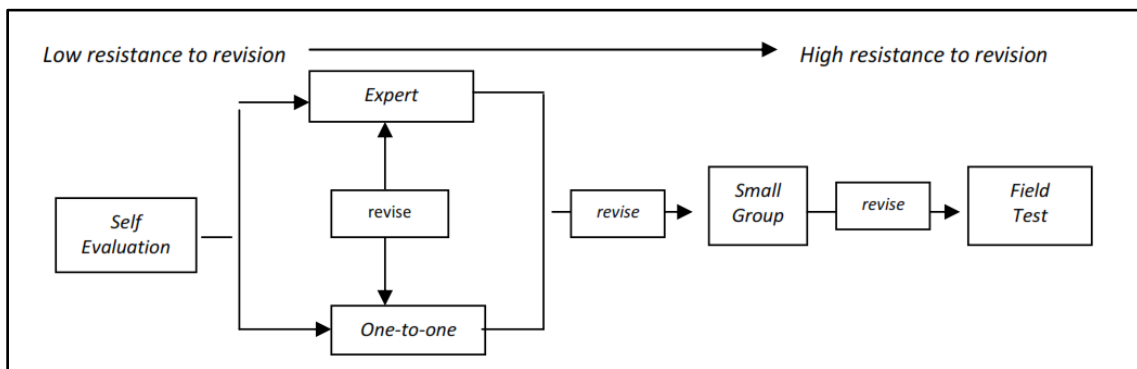 Low resistance to revision
High resistance to revision
Expert
Self
Evaluation
revise
One-to-one
revise
Small
Group
revise
Field
Test